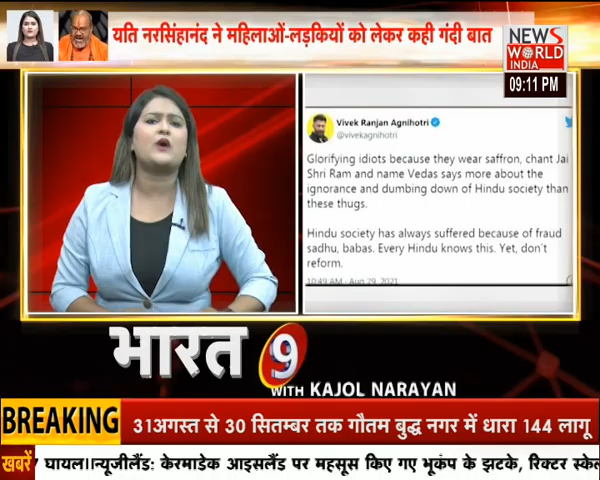 यति नरसिंहानंद ने महिलाओं-लड़कियों को लेकर कही गंदी बात
NEWS
WORLD
INDIA
09:11 PM
Vivek Ranjan Agnihotri
@vivekagnihotri
Glorifying idiots because they wear saffron, chant Jai
Shri Ram and name Vedas says more about the
ignorance and dumbing down of Hindu society than
these thugs.
Hindu society has always suffered because of fraud
sadhu, babas. Every Hindu knows this. Yet, don't
reform.
10:49 AM - Aug 29, 2021
भारत 9
WITH KAJOL NARAYAN
BREAKING
31अगस्त से 30 सितम्बर तक गौतम बुद्ध नगर में धारा 144 लागू
खबरें
घायल।।न्यूजीलैंड: केरमाडेक आइसलैंड पर महसूस किए गए भूकंप के झटके, रिक्टर स्केल